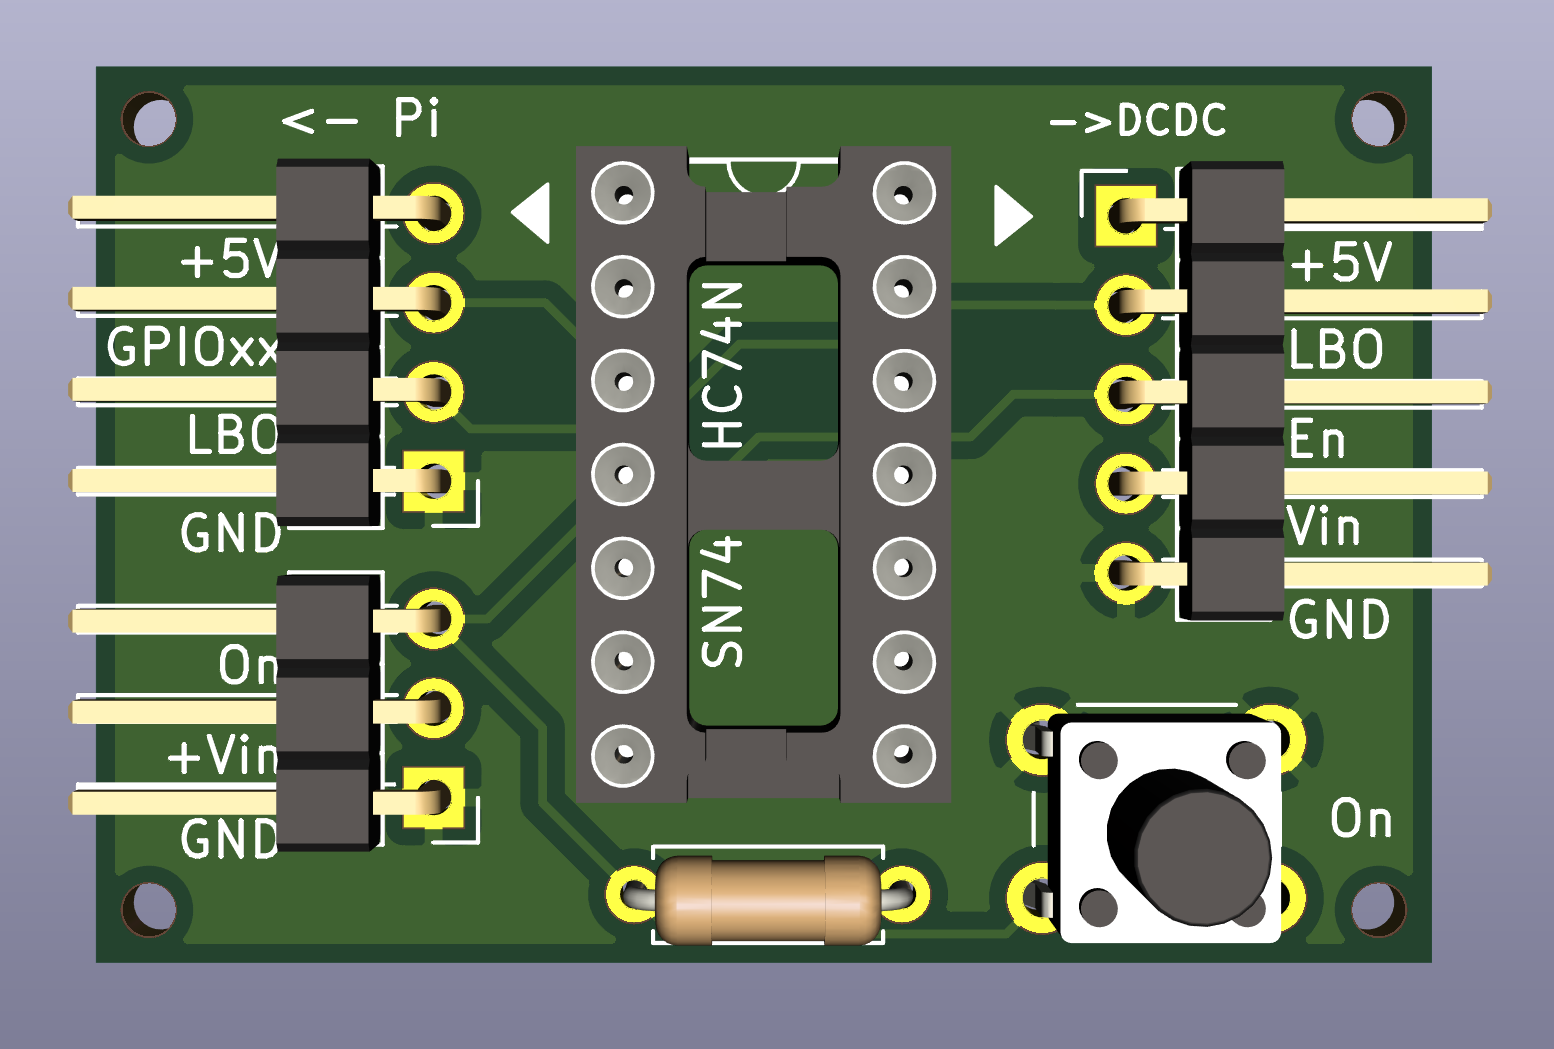 <- Pi
+5V
GPIOxx
LBO
GND
On
+Vin
GND
HC74N
SN74
->DCDC
+5V
LBO
En
Vin
GND
On